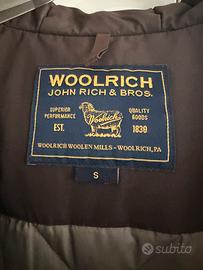 WOOLRICH
JOHN RICH & BROS.
SUPERIOR PERFORMANCE
QUALITY GOODS
Woolrich
EST.
1830
WOOLRICH WOOLEN MILLS - WOOLRICH, PA
S
subito